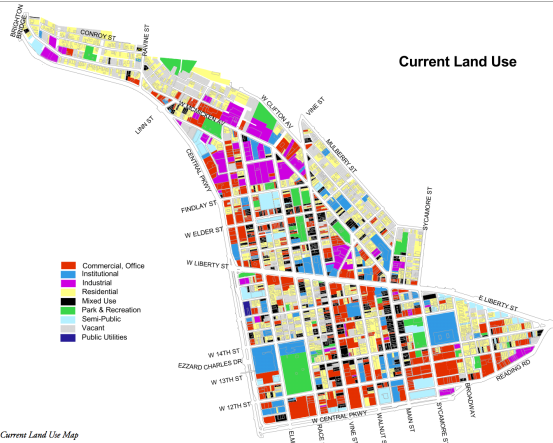 BRIGHTON
BRIDGE
CONROY ST
RAVINE ST
Current Land Use
W CLIFTON AV
VINE ST
LINN ST
MULBERRY ST
CENTRAL PKWY
SYCAMORE ST
FINDLAY ST
W ELDER ST
W LIBERTY ST
Commercial, Office
Institutional
Industrial
Residential
Mixed Use
Park & Recreation
Semi-Public
Vacant
Public Utilities
E LIBERTY ST
W 14TH ST
EZZARD CHARLES DR
W 13TH ST
READING RD
W 12TH ST
W CENTRAL PKWY
BROADWAY
ELM
RACE
VINE ST
WALNUT S
MAIN ST
SYCAMORE S
Current Land Use Map